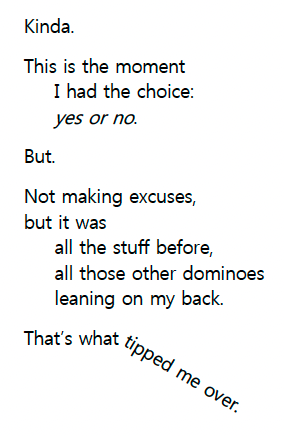 Kinda.
This is the moment
I had the choice:
yes or no.
But.
Not making excuses,
but it was
all the stuff before,
all those other dominoes
leaning on my back.
That’s what tipped me over.